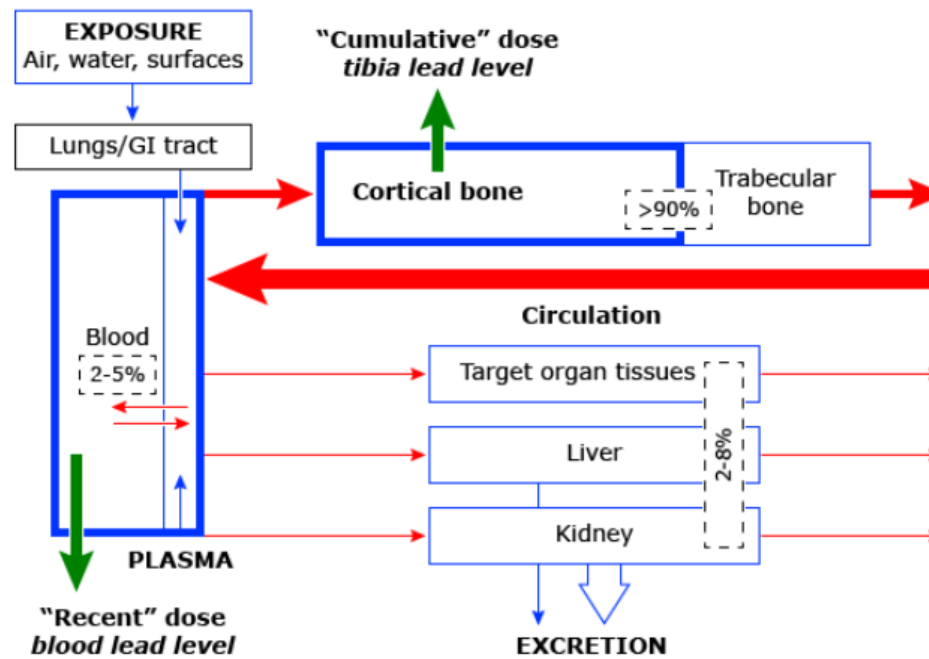 EXPOSURE
Air, water, surfaces
Lungs/GI tract
“Cumulative” dose
tibia lead level
Cortical bone
>90%
Trabecular
bone
Circulation
Blood
2-5%
Target organ tissues
Liver
Kidney
2-8%
PLASMA
“Recent” dose
blood lead level
EXCRETION